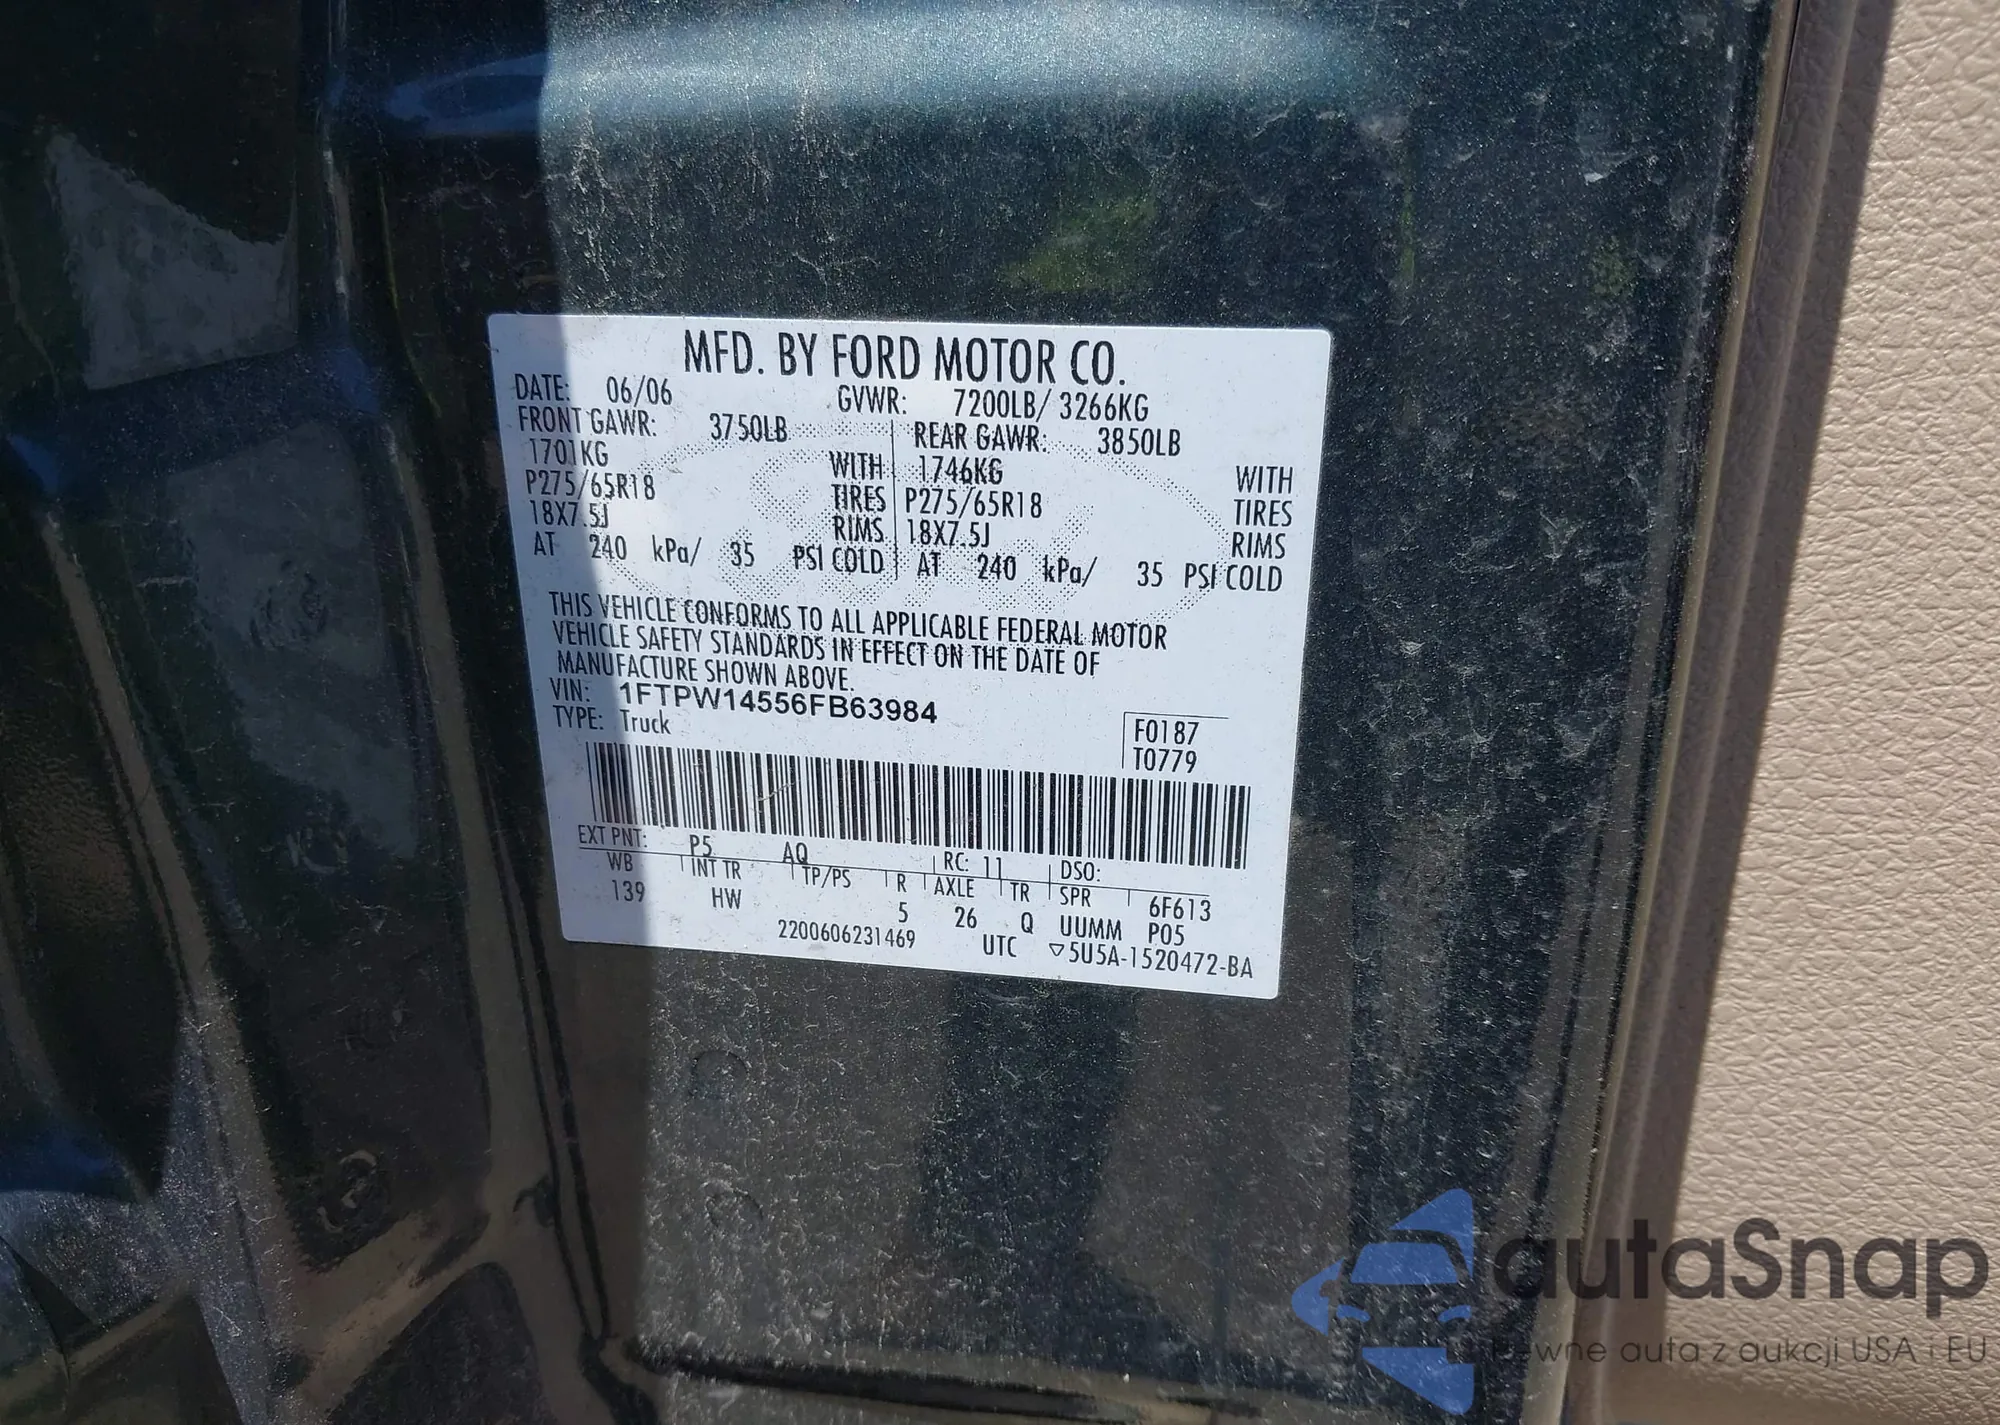 MFD. BY FORD MOTOR CO.
DATE: 06/06 GVWR: 7200LB/ 3266KG
FRONT GAWR: 3750LB REAR GAWR: 3850LB
1701KG WITH 1746KG WITH
P275/65R18 TIRES P275/65R18 TIRES
18X7.5J RIMS 18X7.5J RIMS
AT 240 kPa/ 35 PSI COLD AT 240 kPa/ 35 PSI COLD
THIS VEHICLE CONFORMS TO ALL APPLICABLE FEDERAL MOTOR
VEHICLE SAFETY STANDARDS IN EFFECT ON THE DATE OF
MANUFACTURE SHOWN ABOVE.
VIN: 1FTPW14556FB63984
TYPE: Truck
F0187
T0779
EXT PNT: P5 AQ RC: 11 DSO:
WB INT TR TP/PS R AXLE TR SPR 6F613
139 HW 5 26 Q UUMM P05
2200606231469 UTC ▽5U5A-1520472-BA
autaSnap
Pewne auta z aukcji USA i EU